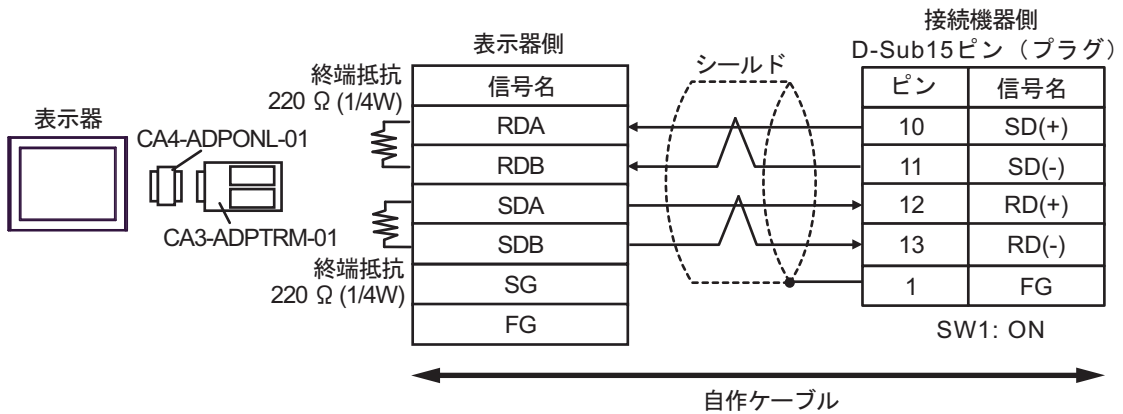 表示器
CA4-ADPONL-01
CA3-ADPTRM-01
終端抵抗
220 Ω (1/4W)
終端抵抗
220 Ω (1/4W)
表示器側
信号名
RDA
RDB
SDA
SDB
SG
FG
シールド
接続機器側
D-Sub15ピン（プラグ）
ピン 信号名
10 SD(+)
11 SD(-)
12 RD(+)
13 RD(-)
1 FG
SW1: ON
自作ケーブル